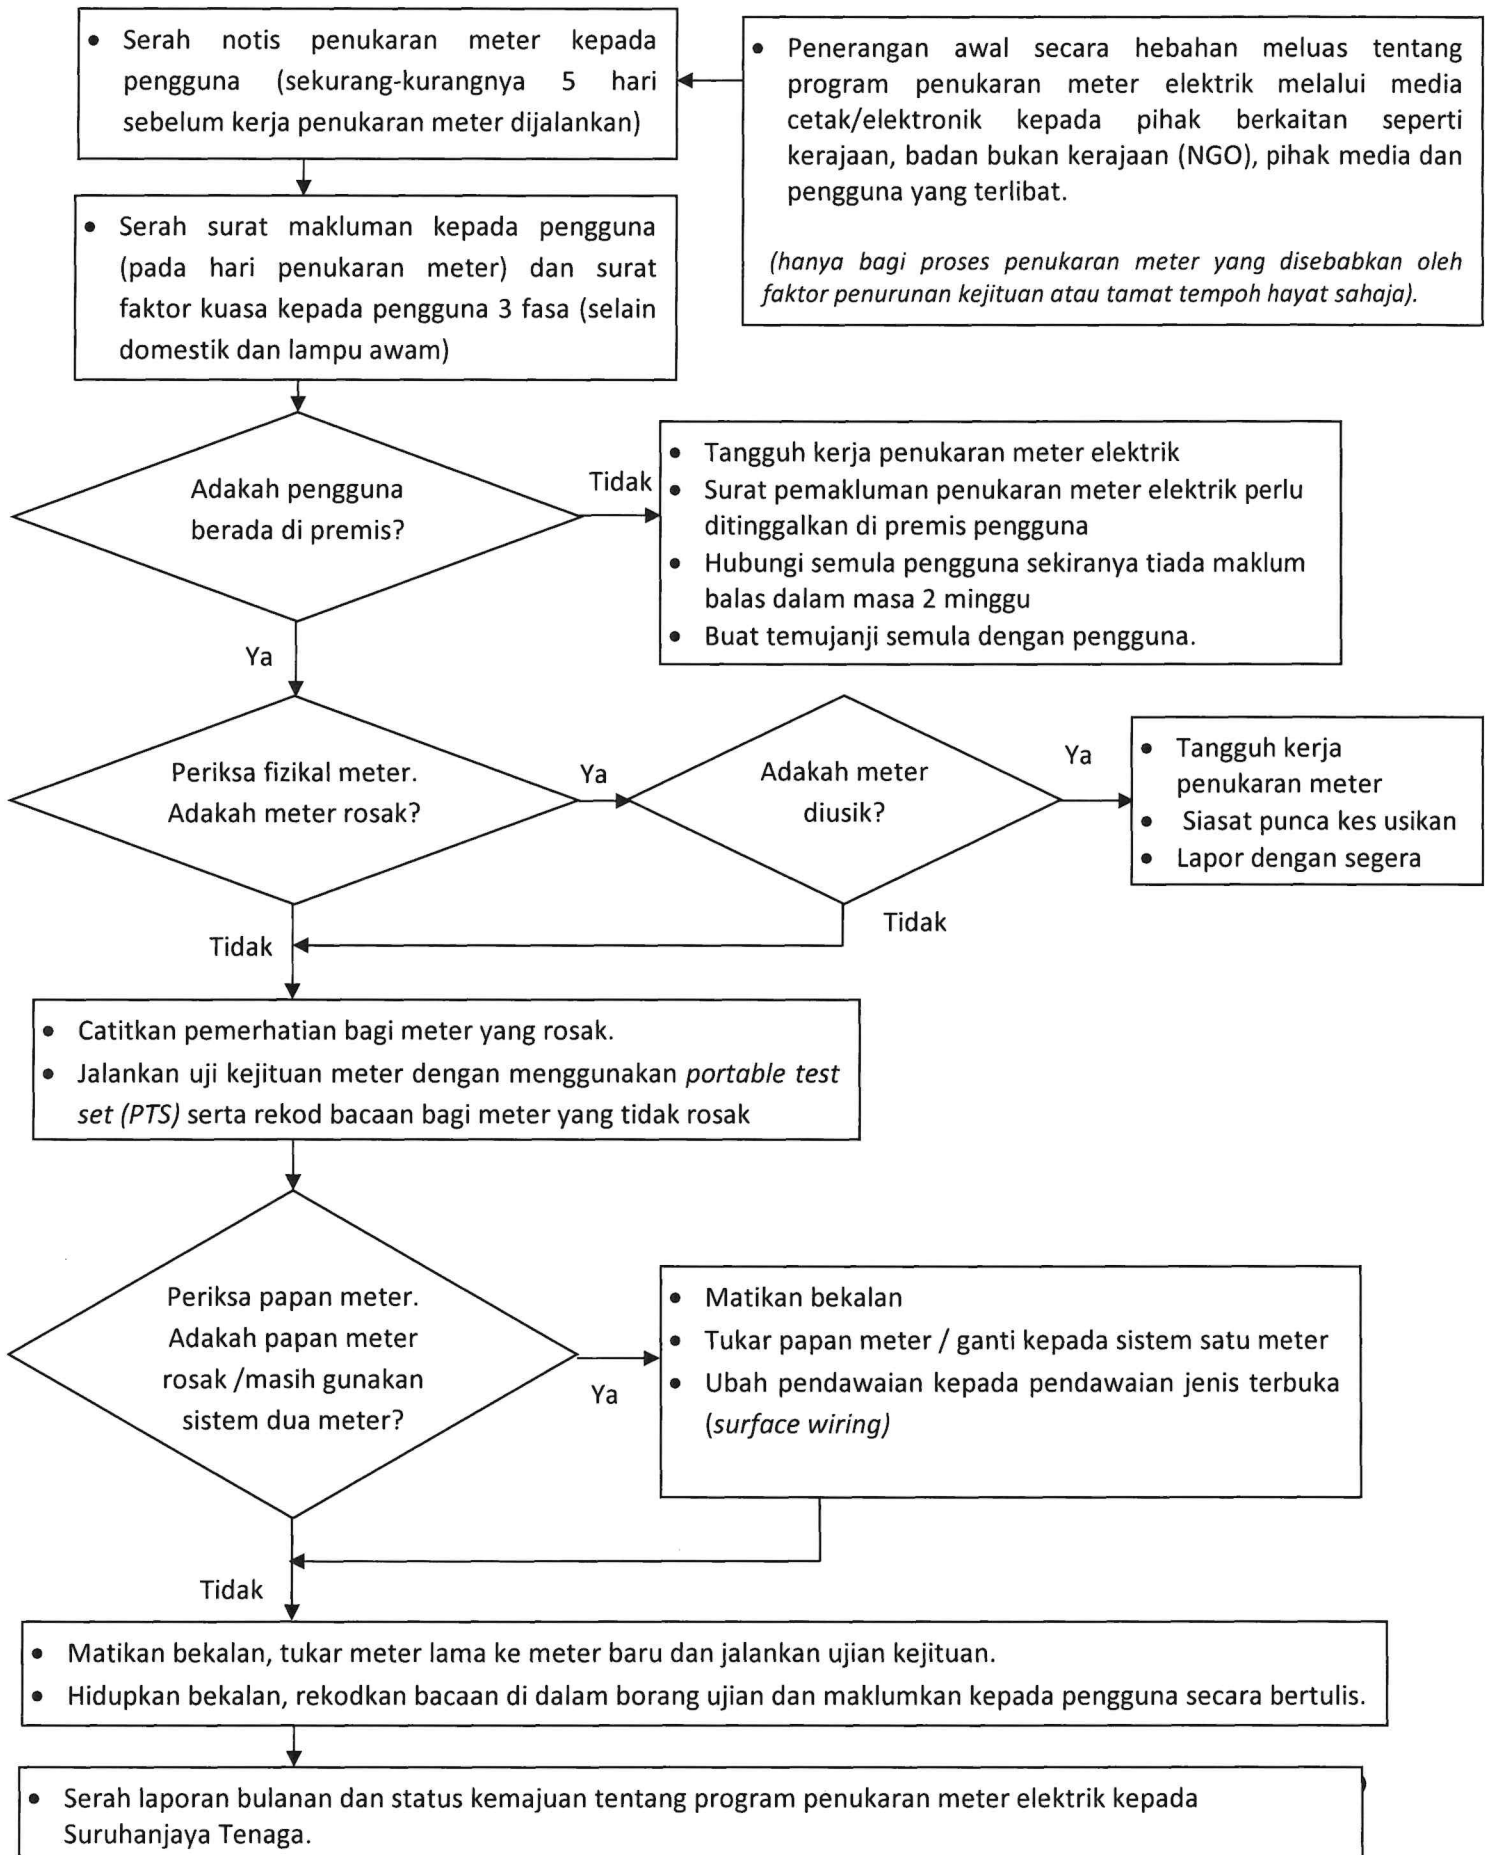 • Serah notis penukaran meter kepada
pengguna (sekurang-kurangnya 5 hari
sebelum kerja penukaran meter dijalankan)
• Penerangan awal secara hebahan meluas tentang
program penukaran meter elektrik melalui media
cetak/elektronik kepada pihak berkaitan seperti
kerajaan, badan bukan kerajaan (NGO), pihak media dan
pengguna yang terlibat.
(hanya bagi proses penukaran meter yang disebabkan oleh
faktor penurunan kejituan atau tamat tempoh hayat sahaja).
• Serah surat makluman kepada pengguna
(pada hari penukaran meter) dan surat
faktor kuasa kepada pengguna 3 fasa (selain
domestik dan lampu awam)
Adakah pengguna
berada di premis?
Tidak
• Tangguh kerja penukaran meter elektrik
• Surat pemakluman penukaran meter elektrik perlu
ditinggalkan di premis pengguna
• Hubungi semula pengguna sekiranya tiada maklum
balas dalam masa 2 minggu
• Buat temujanji semula dengan pengguna.
Ya
Periksa fizikal meter.
Adakah meter rosak?
Ya
Adakah meter
diusik?
Ya
• Tangguh kerja
penukaran meter
• Siasat punca kes usikan
• Lapor dengan segera
Tidak
Tidak
• Catitkan pemerhatian bagi meter yang rosak.
• Jalankan uji kejituan meter dengan menggunakan portable test
set (PTS) serta rekod bacaan bagi meter yang tidak rosak
Periksa papan meter.
Adakah papan meter
rosak /masih gunakan
sistem dua meter?
Ya
• Matikan bekalan
• Tukar papan meter / ganti kepada sistem satu meter
• Ubah pendawaian kepada pendawaian jenis terbuka
(surface wiring)
Tidak
• Matikan bekalan, tukar meter lama ke meter baru dan jalankan ujian kejituan.
• Hidupkan bekalan, rekodkan bacaan di dalam borang ujian dan maklumkan kepada pengguna secara bertulis.
• Serah laporan bulanan dan status kemajuan tentang program penukaran meter elektrik kepada
Suruhanjaya Tenaga.